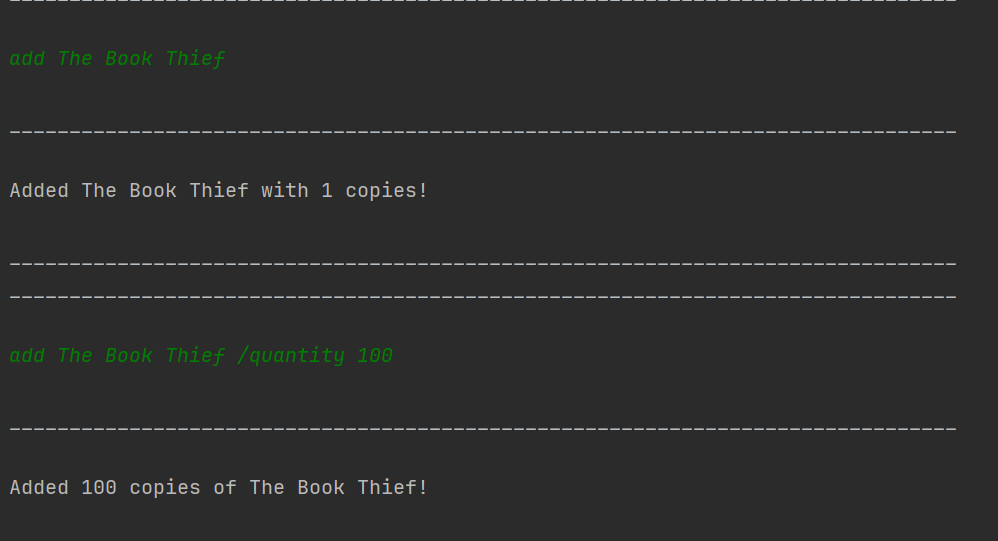 add The Book Thief
Added The Book Thief with 1 copies!
add The Book Thief /quantity 100
Added 100 copies of The Book Thief!